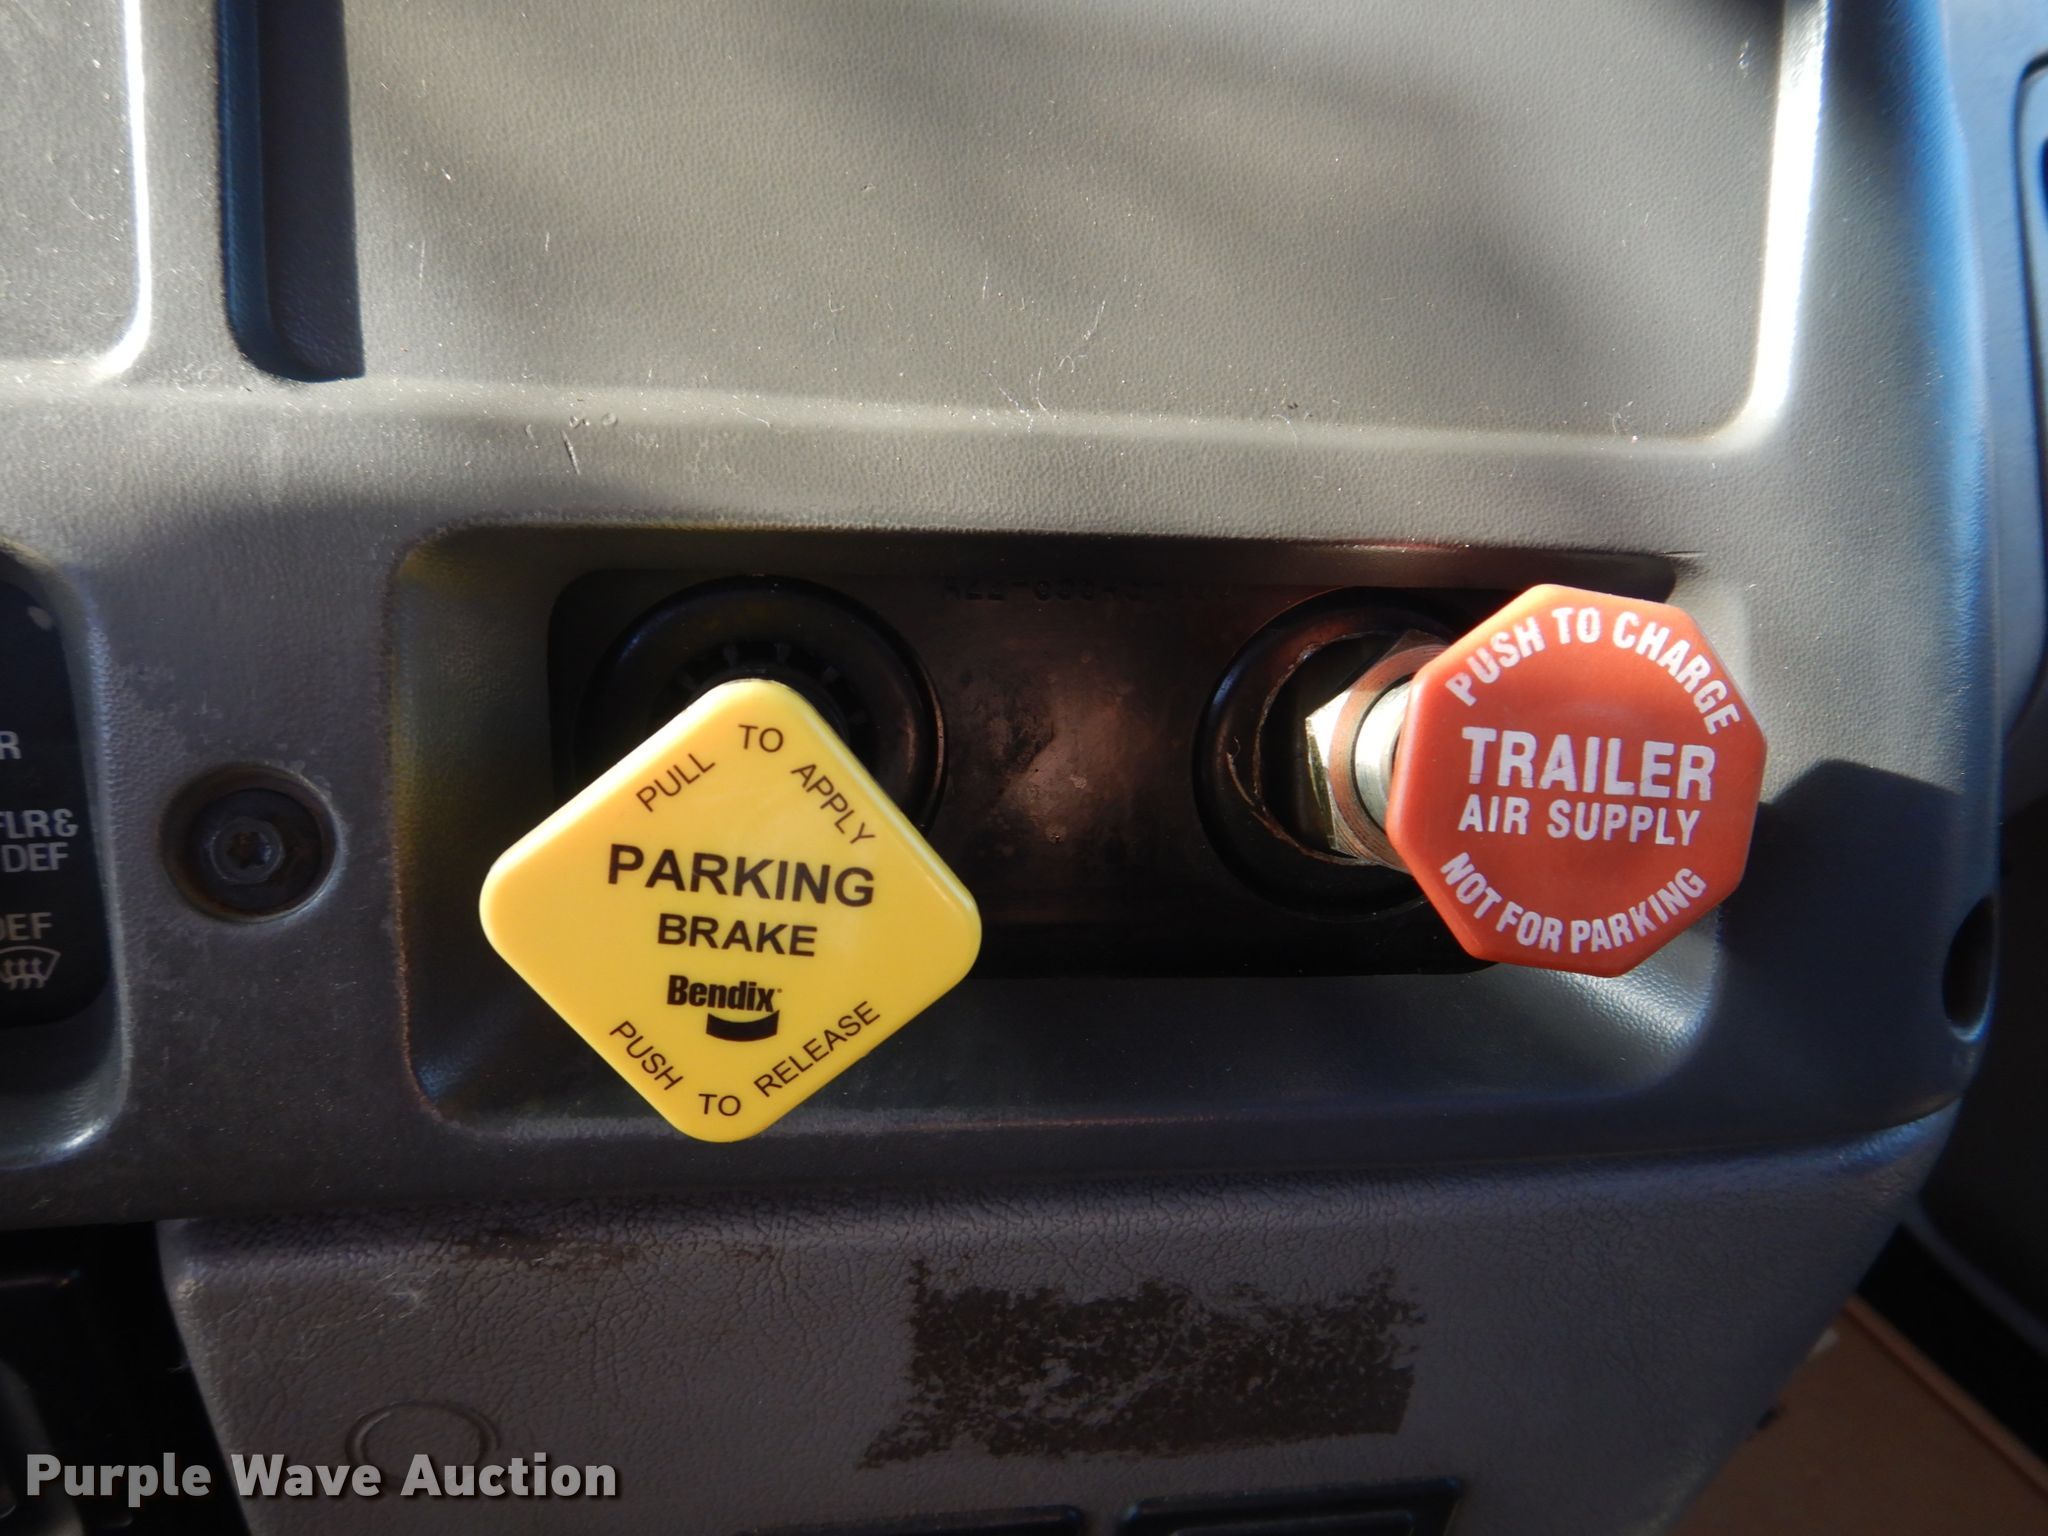 R
FLR&
DEF
DEF
PULL TO APPLY
PARKING
BRAKE
Bendix
PUSH TO RELEASE
PUSH TO CHARGE
TRAILER
AIR SUPPLY
NOT FOR PARKING
Purple Wave Auction